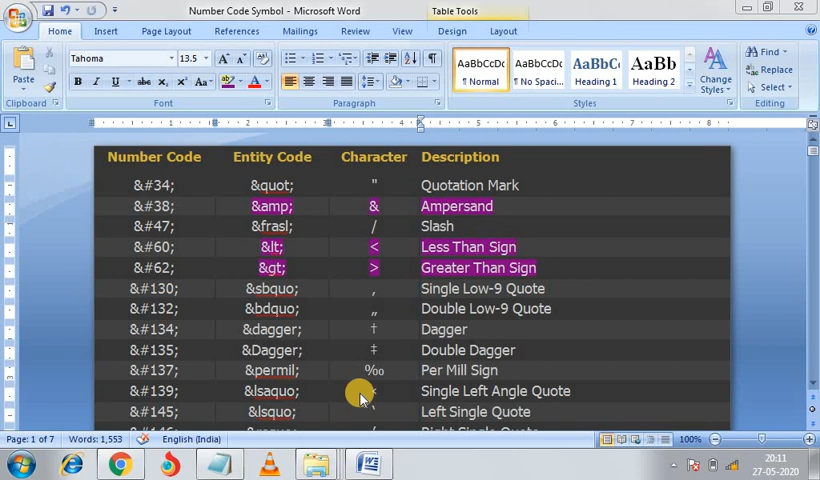 Number Code Symbol - Microsoft Word
Table Tools
Home Insert Page Layout References Mailings Review View Design Layout
Paste
Tahoma 13.5
AaBbCcDc AaBbCcDc AaBbC AaBb
¶ Normal ¶ No Spaci... Heading 1 Heading 2
Change Styles
Find
Replace
Select
Clipboard Font Paragraph Styles Editing
Number Code Entity Code Character Description
&#34; &quot; " Quotation Mark
&#38; &amp; & Ampersand
&#47; &frasl; / Slash
&#60; &lt; < Less Than Sign
&#62; &gt; > Greater Than Sign
&#130; &sbquo; ‚ Single Low-9 Quote
&#132; &bdquo; „ Double Low-9 Quote
&#134; &dagger; † Dagger
&#135; &Dagger; ‡ Double Dagger
&#137; &permil; ‰ Per Mill Sign
&#139; &lsaquo; Single Left Angle Quote
&#145; &lsquo; ‘ Left Single Quote
Page: 1 of 7 Words: 1,553 English (India) 100%
20:11
27-05-2020